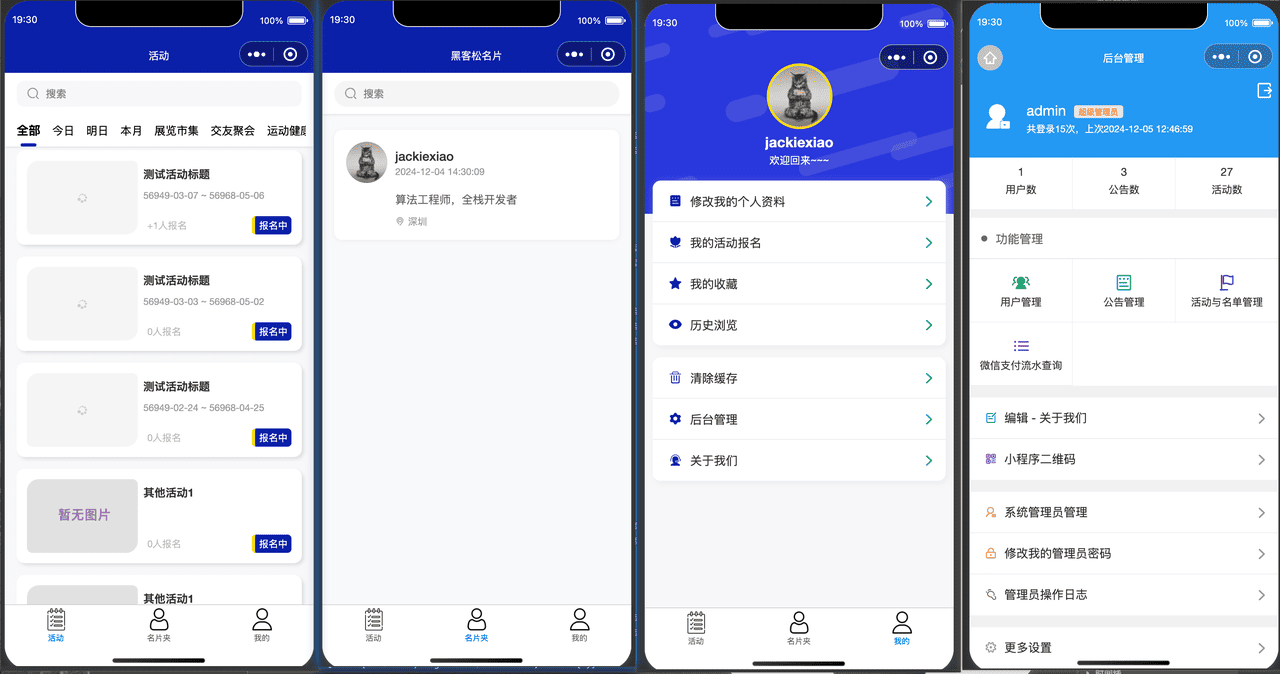 19:30
100%
活动
搜索
全部 今日 明日 本月 展览市集 交友聚会 运动健康
测试活动标题
56949-03-07 ~ 56968-05-06
+1人报名
报名中
测试活动标题
56949-03-03 ~ 56968-05-02
0人报名
报名中
测试活动标题
56949-02-24 ~ 56968-04-25
0人报名
报名中
暂无图片
其他活动1
0人报名
报名中
其他活动1
活动 名片夹 我的
19:30
100%
黑客松名片
搜索
jackiexiao
2024-12-04 14:30:09
算法工程师，全栈开发者
深圳
活动 名片夹 我的
19:30
100%
jackiexiao
欢迎回来~~~
修改我的个人资料
我的活动报名
我的收藏
历史浏览
清除缓存
后台管理
关于我们
活动 名片夹 我的
19:30
100%
后台管理
admin 超级管理员
共登录15次，上次2024-12-05 12:46:59
1 3 27
用户数 公告数 活动数
功能管理
用户管理 公告管理 活动与名单管理
微信支付流水查询
编辑 - 关于我们
小程序二维码
系统管理员管理
修改我的管理员密码
管理员操作日志
更多设置